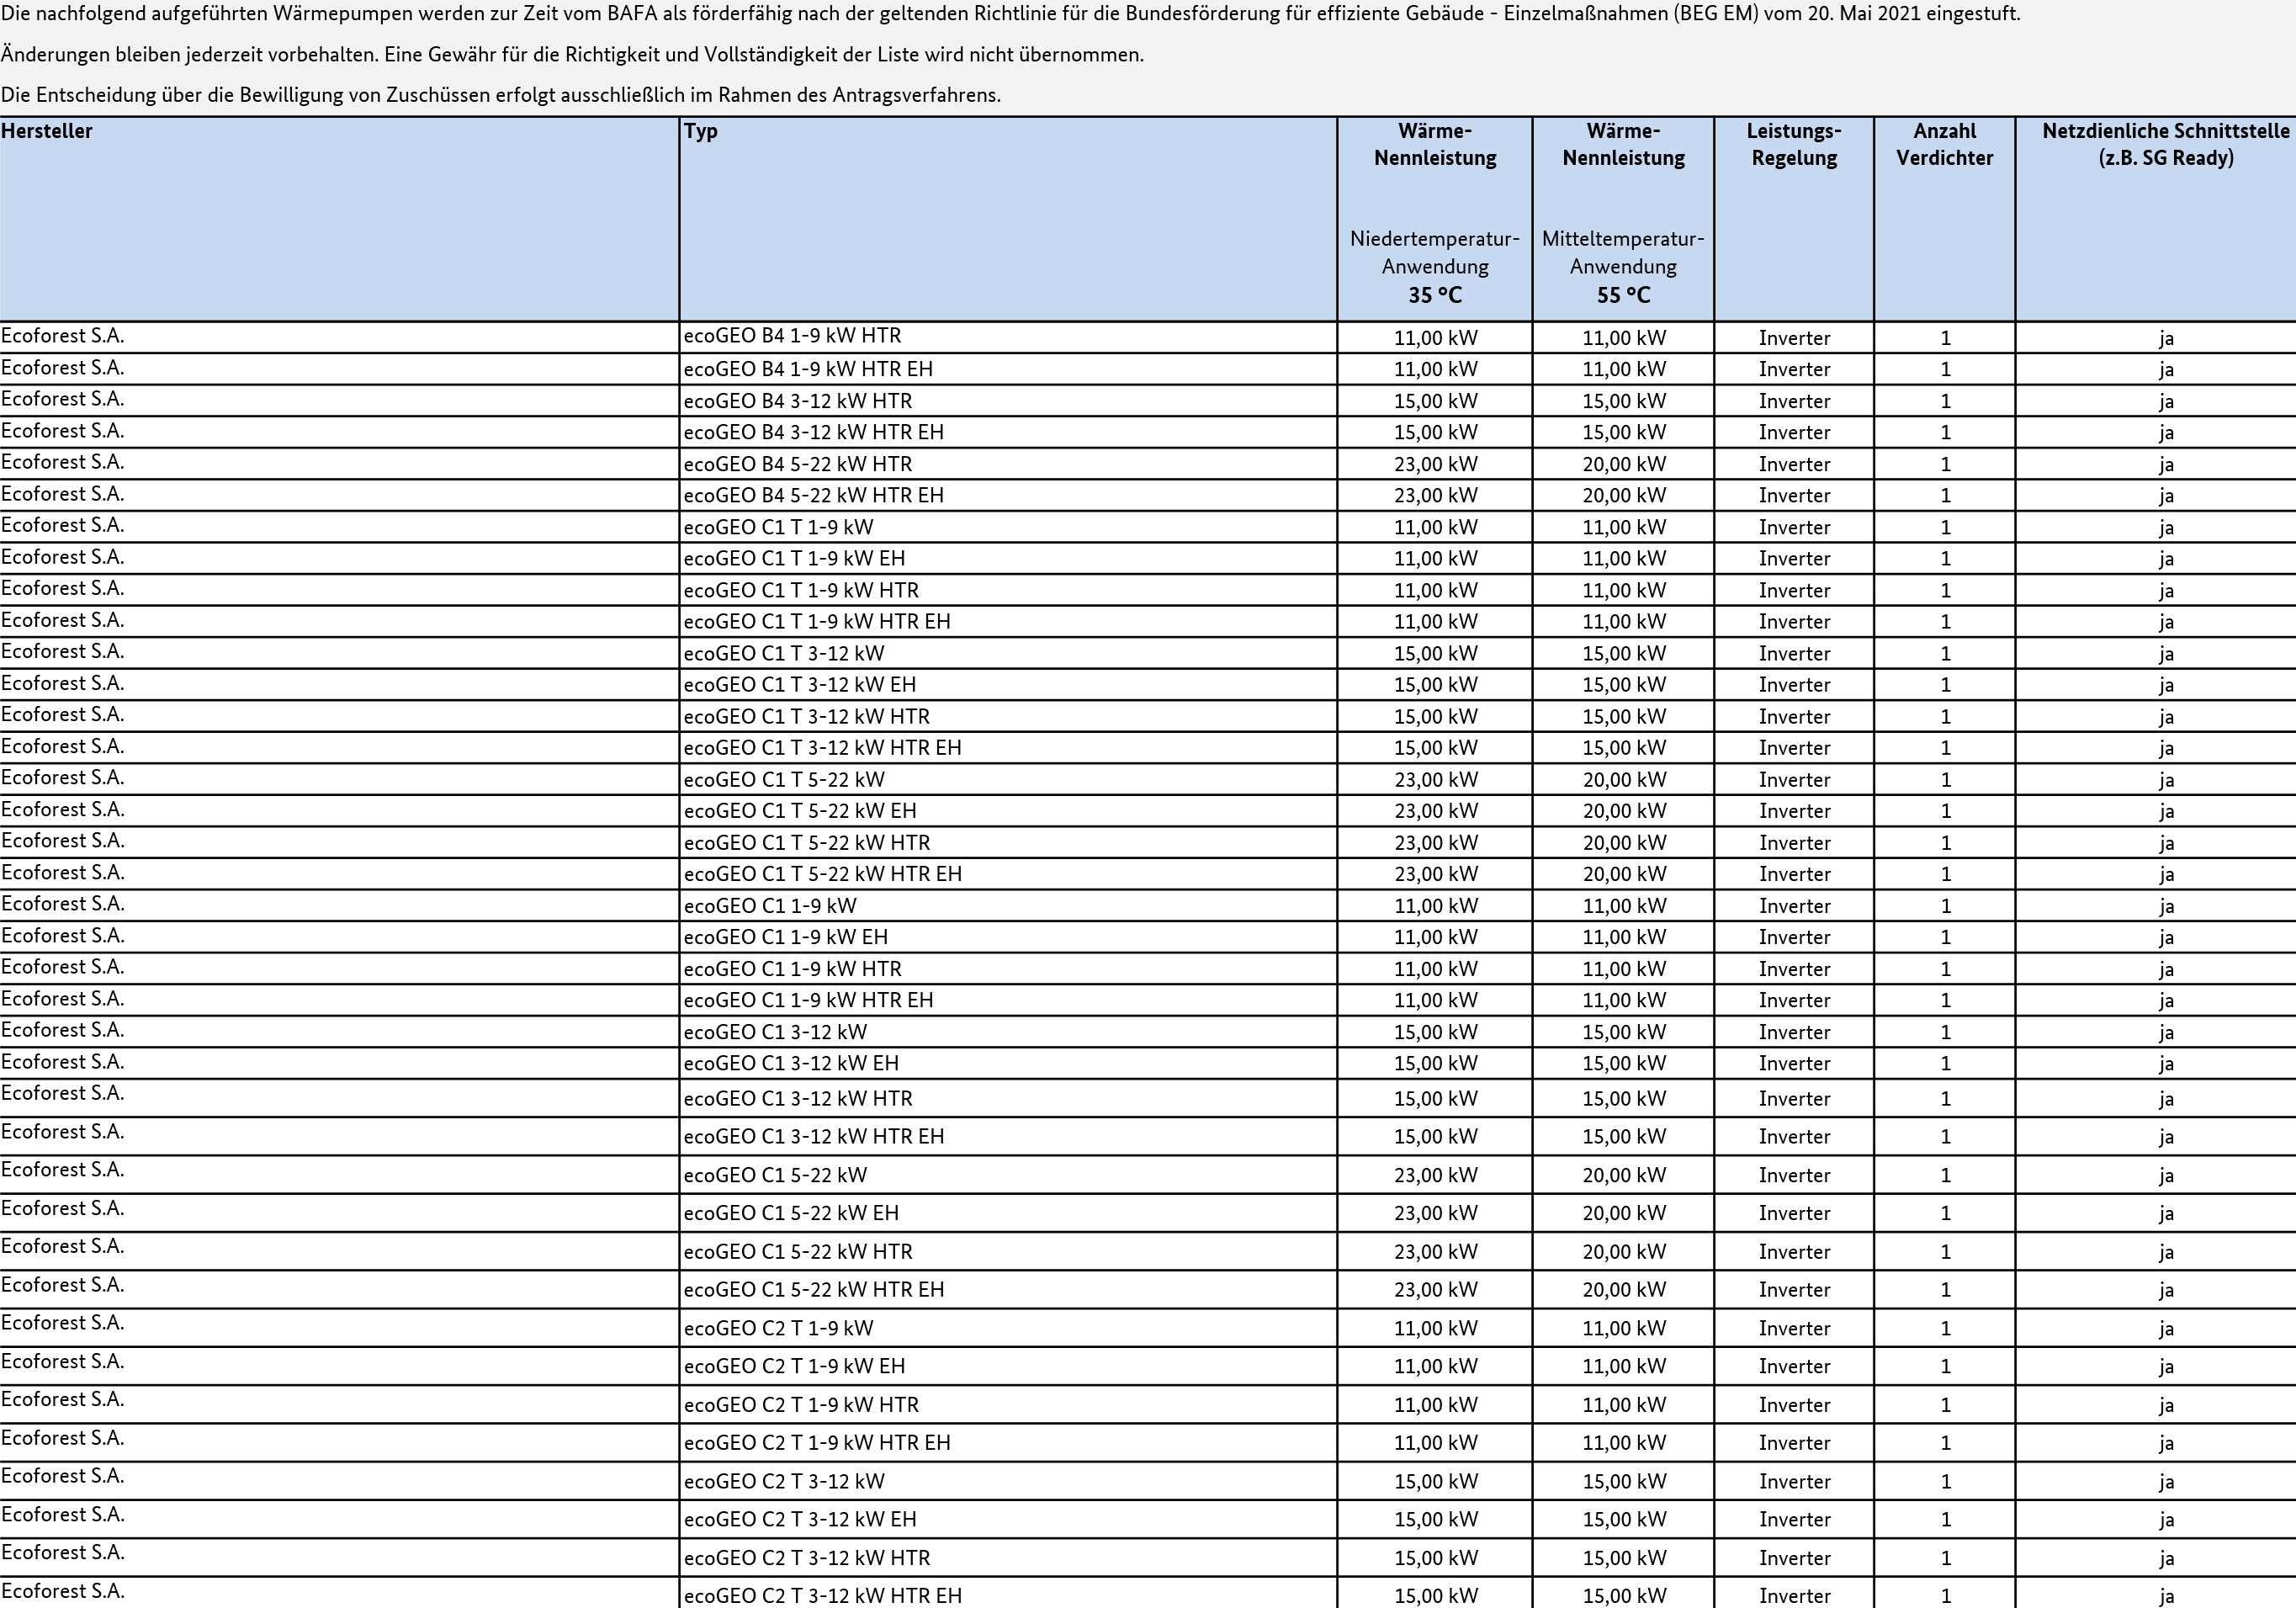 Die nachfolgend aufgeführten Wärmepumpen werden zur Zeit vom BAFA als förderfähig nach der geltenden Richtlinie für die Bundesförderung für effiziente Gebäude - Einzelmaßnahmen (BEG EM) vom 20. Mai 2021 eingestuft.
Änderungen bleiben jederzeit vorbehalten. Eine Gewähr für die Richtigkeit und Vollständigkeit der Liste wird nicht übernommen.
Die Entscheidung über die Bewilligung von Zuschüssen erfolgt ausschließlich im Rahmen des Antragsverfahrens.
Hersteller Typ Wärme- Wärme- Leistungs- Anzahl Netzdienliche Schnittstelle
Nennleistung Nennleistung Regelung Verdichter (z.B. SG Ready)
Niedertemperatur- Mitteltemperatur-
Anwendung Anwendung
35 °C 55 °C
Ecoforest S.A. ecoGEO B4 1-9 kW HTR 11,00 kW 11,00 kW Inverter 1 ja
Ecoforest S.A. ecoGEO B4 1-9 kW HTR EH 11,00 kW 11,00 kW Inverter 1 ja
Ecoforest S.A. ecoGEO B4 3-12 kW HTR 15,00 kW 15,00 kW Inverter 1 ja
Ecoforest S.A. ecoGEO B4 3-12 kW HTR EH 15,00 kW 15,00 kW Inverter 1 ja
Ecoforest S.A. ecoGEO B4 5-22 kW HTR 23,00 kW 20,00 kW Inverter 1 ja
Ecoforest S.A. ecoGEO B4 5-22 kW HTR EH 23,00 kW 20,00 kW Inverter 1 ja
Ecoforest S.A. ecoGEO C1 T 1-9 kW 11,00 kW 11,00 kW Inverter 1 ja
Ecoforest S.A. ecoGEO C1 T 1-9 kW EH 11,00 kW 11,00 kW Inverter 1 ja
Ecoforest S.A. ecoGEO C1 T 1-9 kW HTR 11,00 kW 11,00 kW Inverter 1 ja
Ecoforest S.A. ecoGEO C1 T 1-9 kW HTR EH 11,00 kW 11,00 kW Inverter 1 ja
Ecoforest S.A. ecoGEO C1 T 3-12 kW 15,00 kW 15,00 kW Inverter 1 ja
Ecoforest S.A. ecoGEO C1 T 3-12 kW EH 15,00 kW 15,00 kW Inverter 1 ja
Ecoforest S.A. ecoGEO C1 T 3-12 kW HTR 15,00 kW 15,00 kW Inverter 1 ja
Ecoforest S.A. ecoGEO C1 T 3-12 kW HTR EH 15,00 kW 15,00 kW Inverter 1 ja
Ecoforest S.A. ecoGEO C1 T 5-22 kW 23,00 kW 20,00 kW Inverter 1 ja
Ecoforest S.A. ecoGEO C1 T 5-22 kW EH 23,00 kW 20,00 kW Inverter 1 ja
Ecoforest S.A. ecoGEO C1 T 5-22 kW HTR 23,00 kW 20,00 kW Inverter 1 ja
Ecoforest S.A. ecoGEO C1 T 5-22 kW HTR EH 23,00 kW 20,00 kW Inverter 1 ja
Ecoforest S.A. ecoGEO C1 1-9 kW 11,00 kW 11,00 kW Inverter 1 ja
Ecoforest S.A. ecoGEO C1 1-9 kW EH 11,00 kW 11,00 kW Inverter 1 ja
Ecoforest S.A. ecoGEO C1 1-9 kW HTR 11,00 kW 11,00 kW Inverter 1 ja
Ecoforest S.A. ecoGEO C1 1-9 kW HTR EH 11,00 kW 11,00 kW Inverter 1 ja
Ecoforest S.A. ecoGEO C1 3-12 kW 15,00 kW 15,00 kW Inverter 1 ja
Ecoforest S.A. ecoGEO C1 3-12 kW EH 15,00 kW 15,00 kW Inverter 1 ja
Ecoforest S.A. ecoGEO C1 3-12 kW HTR 15,00 kW 15,00 kW Inverter 1 ja
Ecoforest S.A. ecoGEO C1 3-12 kW HTR EH 15,00 kW 15,00 kW Inverter 1 ja
Ecoforest S.A. ecoGEO C1 5-22 kW 23,00 kW 20,00 kW Inverter 1 ja
Ecoforest S.A. ecoGEO C1 5-22 kW EH 23,00 kW 20,00 kW Inverter 1 ja
Ecoforest S.A. ecoGEO C1 5-22 kW HTR 23,00 kW 20,00 kW Inverter 1 ja
Ecoforest S.A. ecoGEO C1 5-22 kW HTR EH 23,00 kW 20,00 kW Inverter 1 ja
Ecoforest S.A. ecoGEO C2 T 1-9 kW 11,00 kW 11,00 kW Inverter 1 ja
Ecoforest S.A. ecoGEO C2 T 1-9 kW EH 11,00 kW 11,00 kW Inverter 1 ja
Ecoforest S.A. ecoGEO C2 T 1-9 kW HTR 11,00 kW 11,00 kW Inverter 1 ja
Ecoforest S.A. ecoGEO C2 T 1-9 kW HTR EH 11,00 kW 11,00 kW Inverter 1 ja
Ecoforest S.A. ecoGEO C2 T 3-12 kW 15,00 kW 15,00 kW Inverter 1 ja
Ecoforest S.A. ecoGEO C2 T 3-12 kW EH 15,00 kW 15,00 kW Inverter 1 ja
Ecoforest S.A. ecoGEO C2 T 3-12 kW HTR 15,00 kW 15,00 kW Inverter 1 ja
Ecoforest S.A. ecoGEO C2 T 3-12 kW HTR EH 15,00 kW 15,00 kW Inverter 1 ja